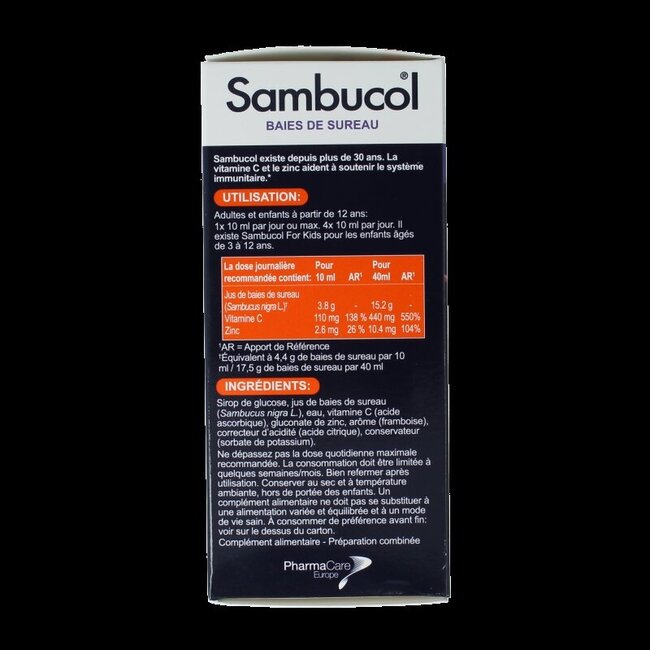 Sambucol®
BAIES DE SUREAU
Sambucol existe depuis plus de 30 ans. La
vitamine C et le zinc aident à soutenir le système
immunitaire.*
UTILISATION:
Adultes et enfants à partir de 12 ans:
1x 10 ml par jour ou max. 4x 10 ml par jour. Il
existe Sambucol For Kids pour les enfants âgés
de 3 à 12 ans.
La dose journalière Pour Pour
recommandée contient: 10 ml AR¹ 40ml AR¹
Jus de baies de sureau
(Sambucus nigra L.)† 3.8 g - 15.2 g -
Vitamine C 110 mg 138 % 440 mg 550%
Zinc 2.6 mg 26 % 10.4 mg 104%
¹AR = Apport de Référence
†Équivalent à 4,4 g de baies de sureau par 10
ml / 17,5 g de baies de sureau par 40 ml
INGRÉDIENTS:
Sirop de glucose, jus de baies de sureau
(Sambucus nigra L.), eau, vitamine C (acide
ascorbique), gluconate de zinc, arôme (framboise),
correcteur d'acidité (acide citrique), conservateur
(sorbate de potassium).
Ne dépassez pas la dose quotidienne maximale
recommandée. La consommation doit être limitée à
quelques semaines/mois. Bien refermer après
utilisation. Conserver au sec et à température
ambiante, hors de portée des enfants. Un
complément alimentaire ne doit pas se substituer à
une alimentation variée et équilibrée et à un mode
de vie sain. À consommer de préférence avant fin:
voir sur le dessus du carton.
Complément alimentaire - Préparation combinée
PharmaCare
Europe